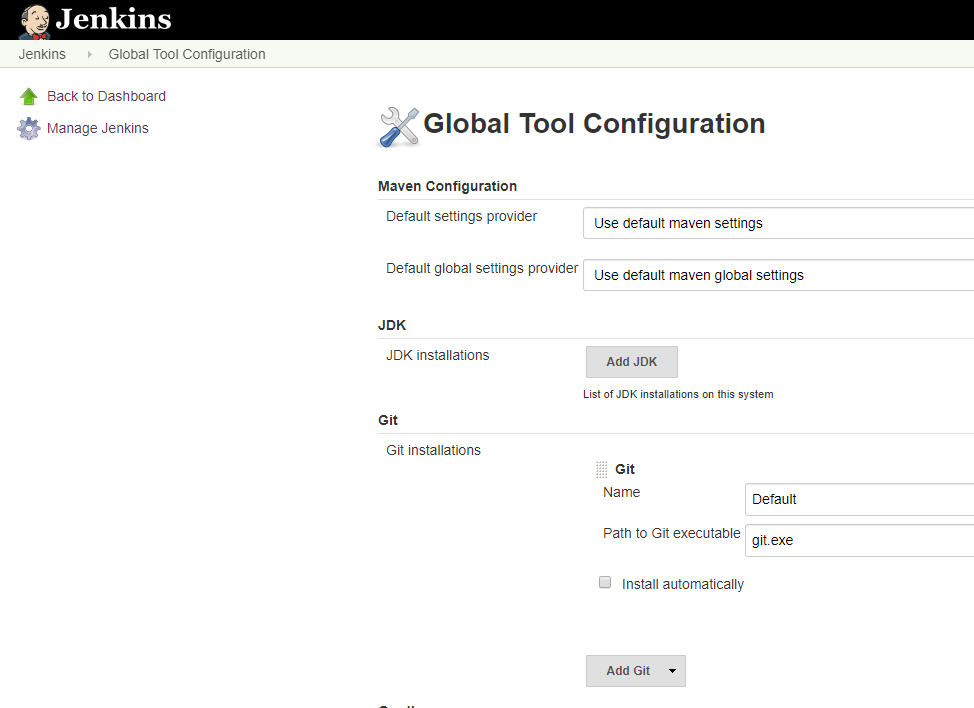 Jenkins
Jenkins Global Tool Configuration
Back to Dashboard
Manage Jenkins
Global Tool Configuration
Maven Configuration
Default settings provider
Use default maven settings
Default global settings provider
Use default maven global settings
JDK
JDK installations
Add JDK
List of JDK installations on this system
Git
Git installations
Git
Name
Default
Path to Git executable
git.exe
Install automatically
Add Git